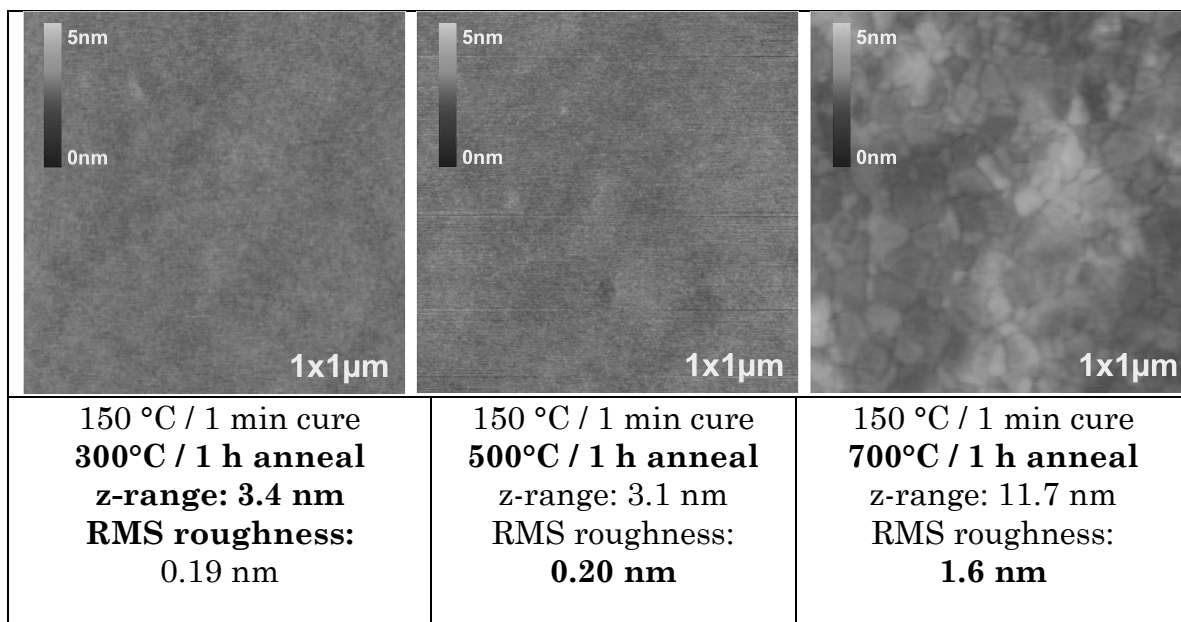 5nm
0nm
1x1µm
5nm
0nm
1x1µm
5nm
0nm
1x1µm
150 °C / 1 min cure
300°C / 1 h anneal
z-range: 3.4 nm
RMS roughness:
0.19 nm
150 °C / 1 min cure
500°C / 1 h anneal
z-range: 3.1 nm
RMS roughness:
0.20 nm
150 °C / 1 min cure
700°C / 1 h anneal
z-range: 11.7 nm
RMS roughness:
1.6 nm